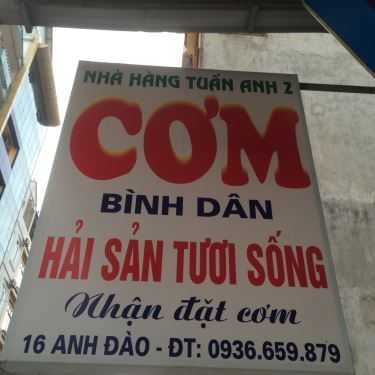 NHÀ HÀNG TUẤN ANH 2
CƠM
BÌNH DÂN
HẢI SẢN TƯƠI SỐNG
Nhận đặt cơm
16 ANH ĐÀO - ĐT: 0936.659.879